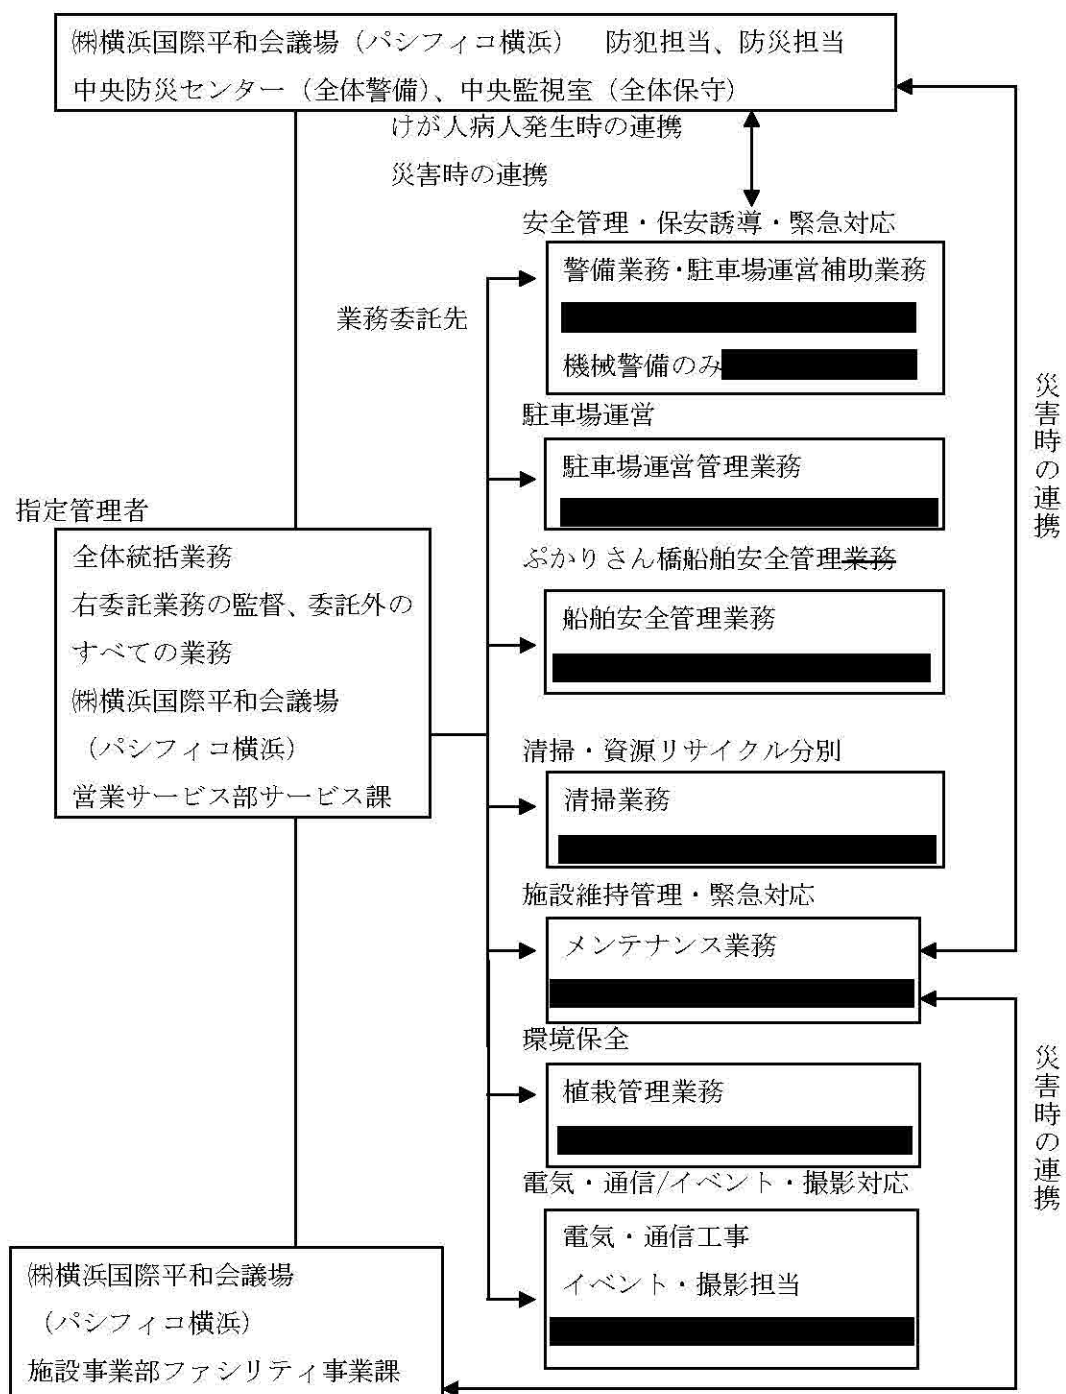 ㈱横浜国際平和会議場（パシフィコ横浜）　防犯担当、防災担当
中央防災センター（全体警備）、中央監視室（全体保守）
けが人病人発生時の連携
災害時の連携
安全管理・保安誘導・緊急対応
警備業務・駐車場運営補助業務
機械警備のみ
業務委託先
駐車場運営
駐車場運営管理業務
ぷかりさん橋船舶安全管理業務
船舶安全管理業務
指定管理者
全体統括業務
右委託業務の監督、委託外の
すべての業務
㈱横浜国際平和会議場
（パシフィコ横浜）
営業サービス部サービス課
清掃・資源リサイクル分別
清掃業務
施設維持管理・緊急対応
メンテナンス業務
環境保全
植栽管理業務
電気・通信/イベント・撮影対応
電気・通信工事
イベント・撮影担当
災害時の連携
災害時の連携
㈱横浜国際平和会議場
（パシフィコ横浜）
施設事業部ファシリティ事業課